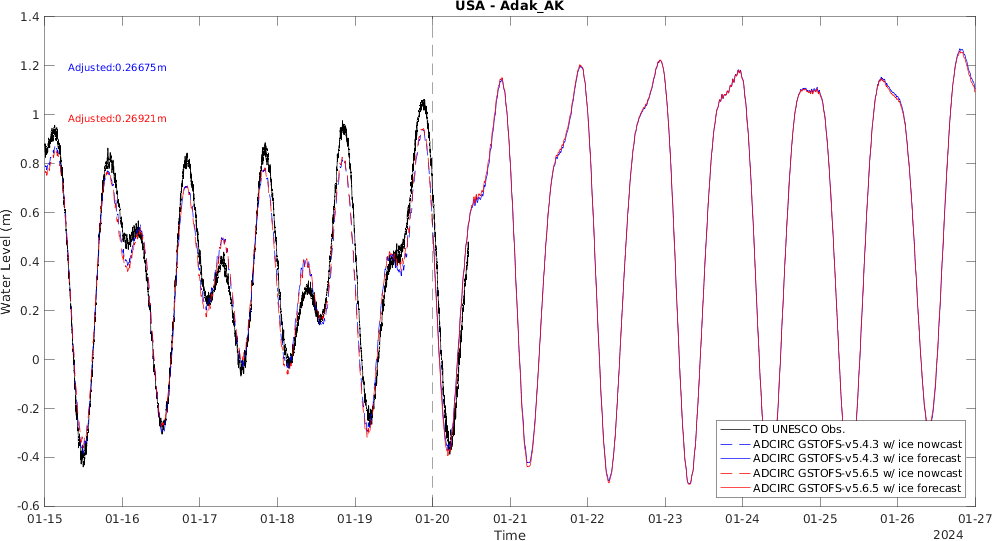 USA - Adak_AK
1.4
1.2
1
0.8
0.6
0.4
0.2
0
-0.2
-0.4
-0.6
Water Level (m)
Adjusted:0.26675m
Adjusted:0.26921m
TD UNESCO Obs.
ADCIRC GSTOFS-v5.4.3 w/ ice nowcast
ADCIRC GSTOFS-v5.4.3 w/ ice forecast
ADCIRC GSTOFS-v5.6.5 w/ ice nowcast
ADCIRC GSTOFS-v5.6.5 w/ ice forecast
01-15 01-16 01-17 01-18 01-19 01-20 01-21 01-22 01-23 01-24 01-25 01-26 01-27
Time
2024